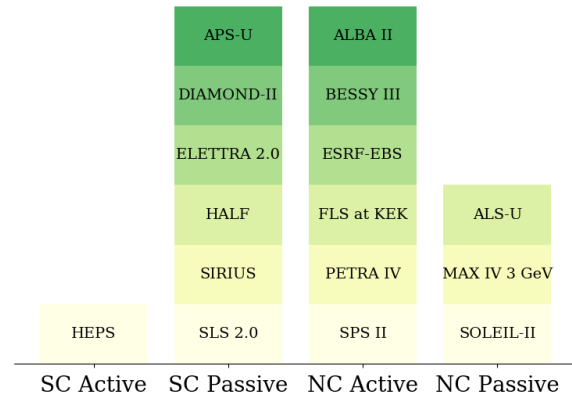 APS-U ALBA II
DIAMOND-II BESSY III
ELETTRA 2.0 ESRF-EBS
HALF FLS at KEK ALS-U
SIRIUS PETRA IV MAX IV 3 GeV
HEPS SLS 2.0 SPS II SOLEIL-II
SC Active SC Passive NC Active NC Passive